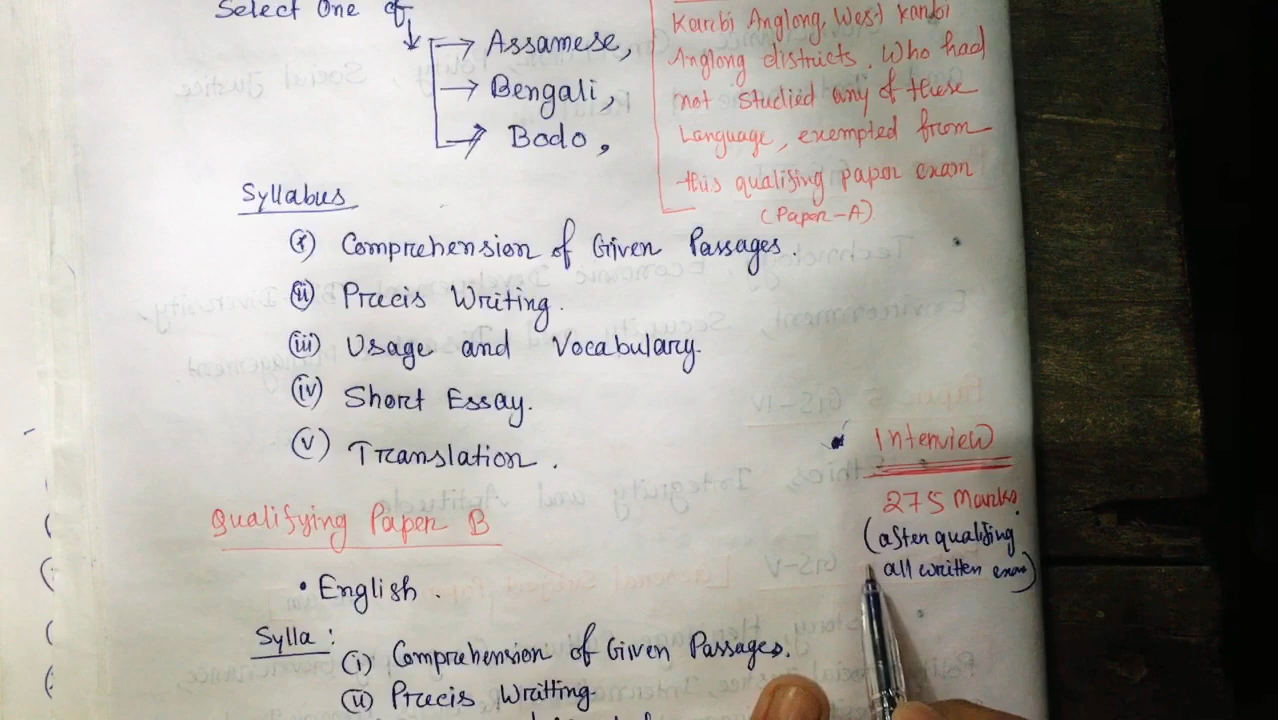 Select One of
→ Assamese,
→ Bengali,
→ Bodo,
Karbi Anglong, West Karbi
Anglong districts. Who had
not studied any of these
Language, exempted from
this qualifing paper exam
(Paper-A)
Syllabus
(i) Comprehension of Given Passages.
(ii) Precis Writing.
(iii) Usage and Vocabulary.
(iv) Short Essay.
(v) Translation.
Interview
275 Marks.
(after qualifing
all written exam)
Qualifying Paper B
• English.
Sylla:
(i) Comprehension of Given Passages.
(ii) Precis Writting